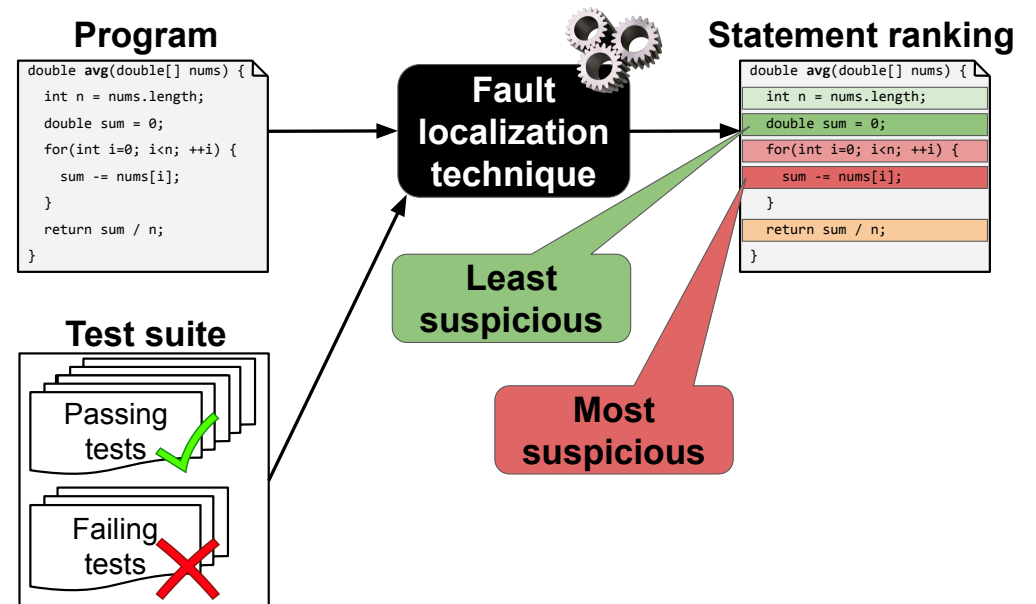 Program
double avg(double[] nums) {
int n = nums.length;
double sum = 0;
for(int i=0; i<n; ++i) {
sum -= nums[i];
}
return sum / n;
}
Test suite
Passing
tests
Failing
tests
Fault
localization
technique
Least
suspicious
Most
suspicious
Statement ranking
double avg(double[] nums) {
int n = nums.length;
double sum = 0;
for(int i=0; i<n; ++i) {
sum -= nums[i];
}
return sum / n;
}